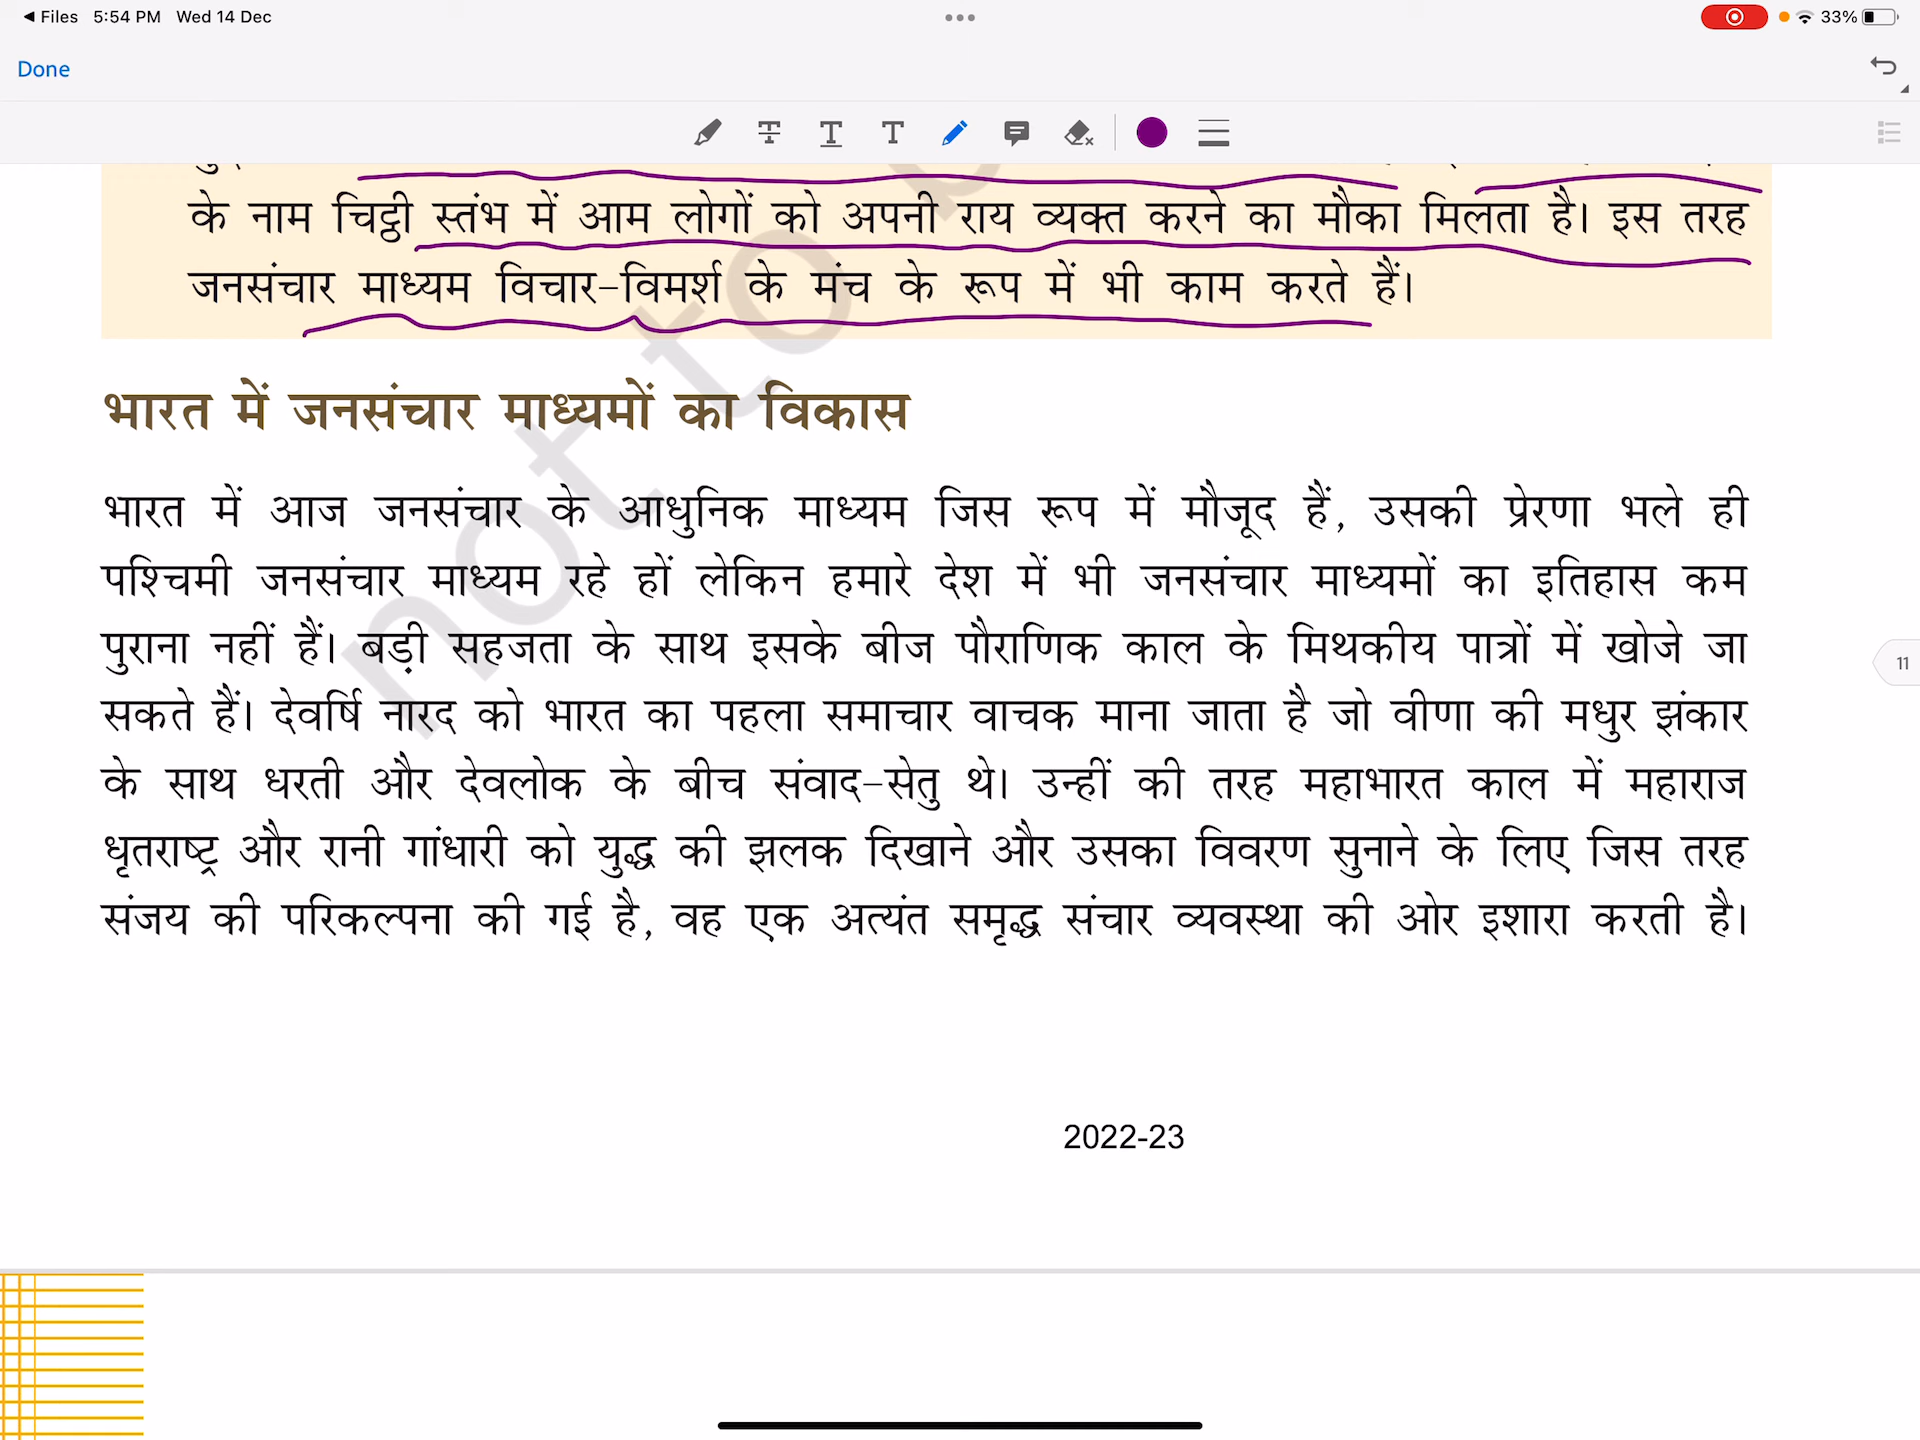 Files 5:54 PM Wed 14 Dec 33%
Done
के नाम चिट्ठी स्तंभ में आम लोगों को अपनी राय व्यक्त करने का मौका मिलता है। इस तरह
जनसंचार माध्यम विचार-विमर्श के मंच के रूप में भी काम करते हैं।
भारत में जनसंचार माध्यमों का विकास
भारत में आज जनसंचार के आधुनिक माध्यम जिस रूप में मौजूद हैं, उसकी प्रेरणा भले ही
पश्चिमी जनसंचार माध्यम रहे हों लेकिन हमारे देश में भी जनसंचार माध्यमों का इतिहास कम
पुराना नहीं हैं। बड़ी सहजता के साथ इसके बीज पौराणिक काल के मिथकीय पात्रों में खोजे जा
सकते हैं। देवर्षि नारद को भारत का पहला समाचार वाचक माना जाता है जो वीणा की मधुर झंकार
के साथ धरती और देवलोक के बीच संवाद-सेतु थे। उन्हीं की तरह महाभारत काल में महाराज
धृतराष्ट्र और रानी गांधारी को युद्ध की झलक दिखाने और उसका विवरण सुनाने के लिए जिस तरह
संजय की परिकल्पना की गई है, वह एक अत्यंत समृद्ध संचार व्यवस्था की ओर इशारा करती है।
not to
11
2022-23